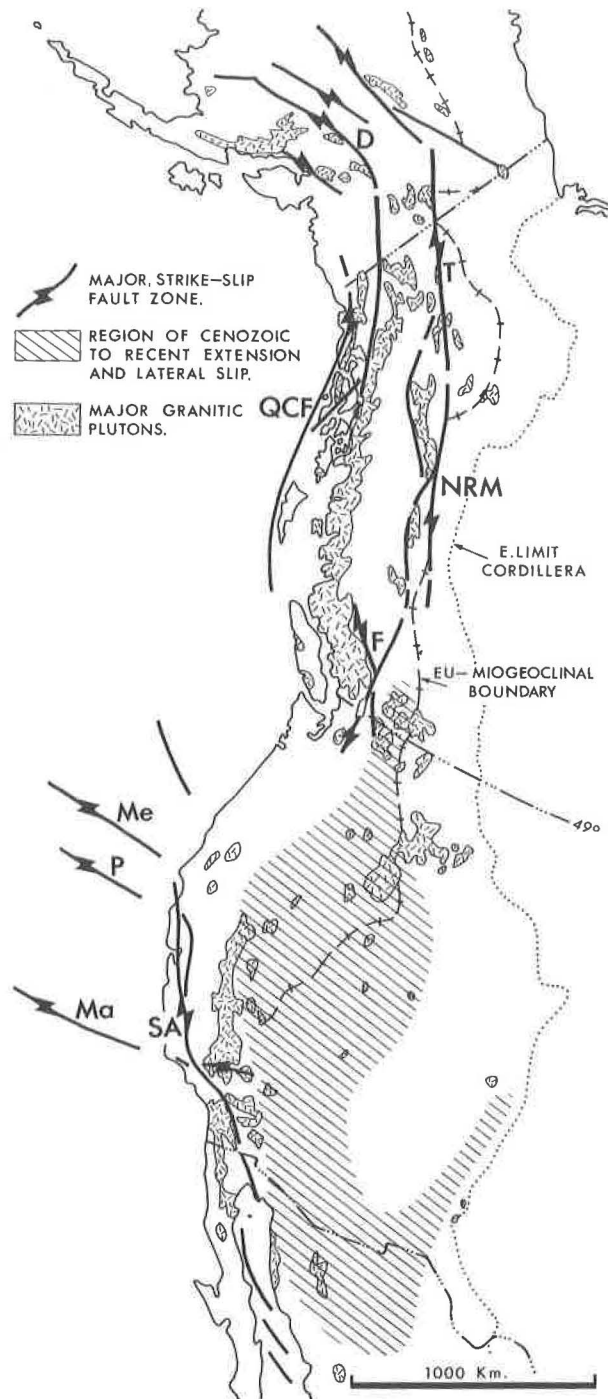 D
T
MAJOR, STRIKE—SLIP
FAULT ZONE.
REGION OF CENOZOIC
TO RECENT EXTENSION
AND LATERAL SLIP.
MAJOR GRANITIC
PLUTONS.
QCF
NRM
E. LIMIT
CORDILLERA
F
EU—MIOGEOCLINAL
BOUNDARY
49º
Me
P
Ma
SA
1000 Km.